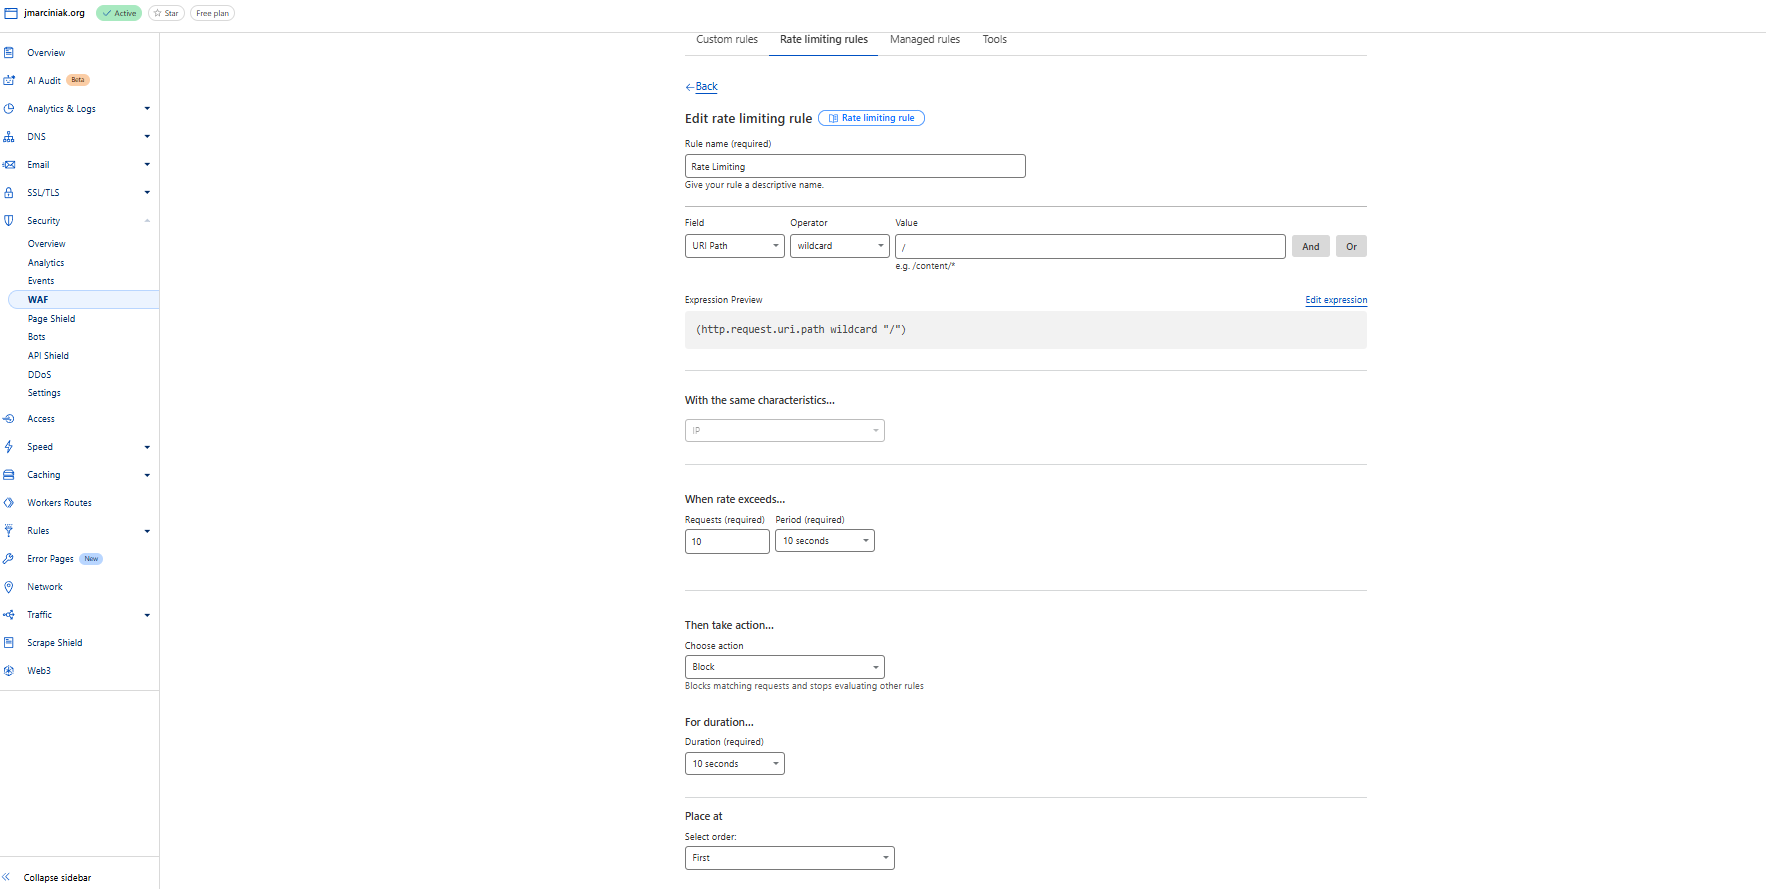 jmarciniak.org Active Star Free plan
Overview
AI Audit Beta
Analytics & Logs
DNS
Email
SSL/TLS
Security
Overview
Analytics
Events
WAF
Page Shield
Bots
API Shield
DDoS
Settings
Access
Speed
Caching
Workers Routes
Rules
Error Pages New
Network
Traffic
Scrape Shield
Web3
Collapse sidebar
Custom rules Rate limiting rules Managed rules Tools
←Back
Edit rate limiting rule Rate limiting rule
Rule name (required)
Rate Limiting
Give your rule a descriptive name.
Field Operator Value
URI Path wildcard / And Or
e.g. /content/*
Expression Preview Edit expression
(http.request.uri.path wildcard "/")
With the same characteristics...
IP
When rate exceeds...
Requests (required) Period (required)
10 10 seconds
Then take action...
Choose action
Block
Blocks matching requests and stops evaluating other rules
For duration...
Duration (required)
10 seconds
Place at
Select order:
First